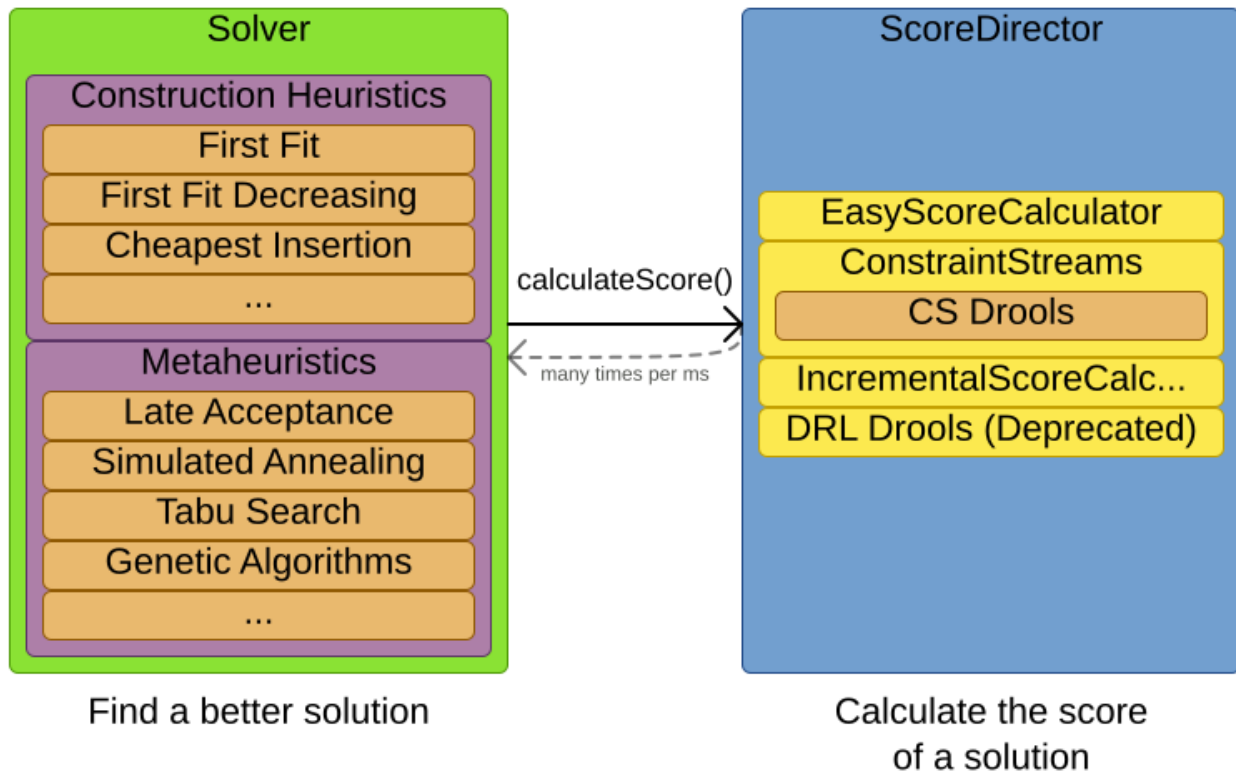 Solver
Construction Heuristics
First Fit
First Fit Decreasing
Cheapest Insertion
...
Metaheuristics
Late Acceptance
Simulated Annealing
Tabu Search
Genetic Algorithms
...
Find a better solution
calculateScore()
many times per ms
ScoreDirector
EasyScoreCalculator
ConstraintStreams
CS Drools
IncrementalScoreCalc...
DRL Drools (Deprecated)
Calculate the score
of a solution